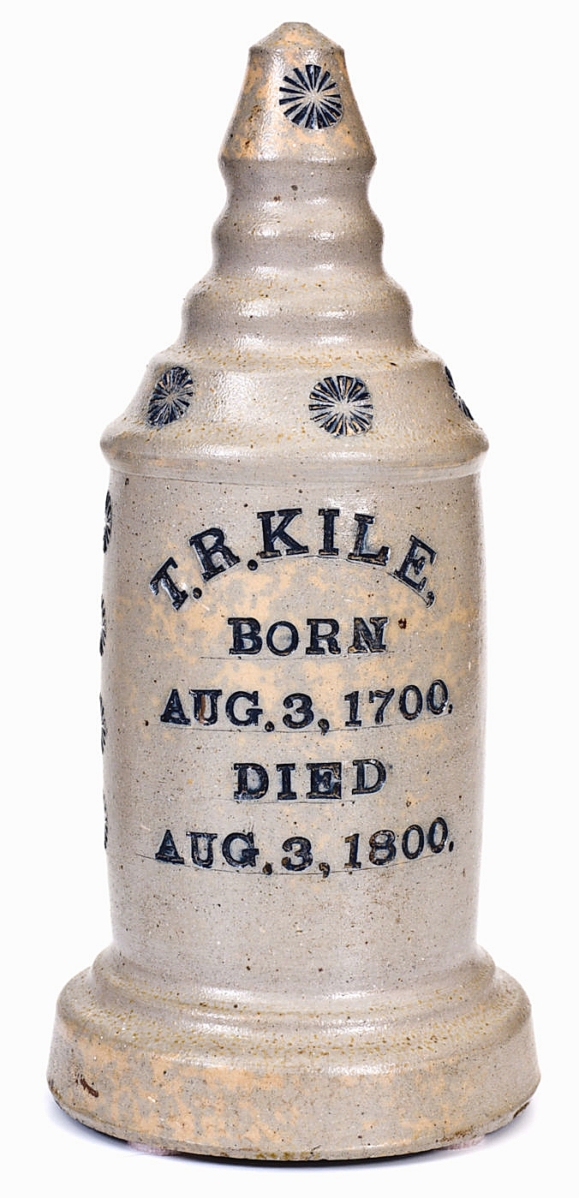 T.R.KILE,
BORN
AUG.3,1700.
DIED
AUG.3,1800.